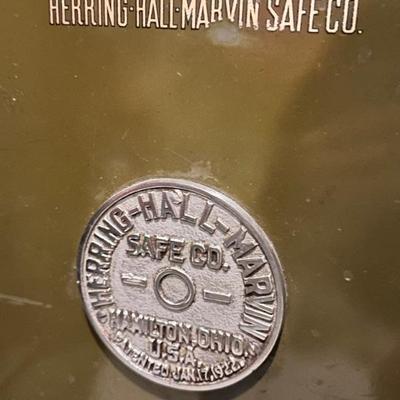 HERRING·HALL·MARVIN SAFE CO.
HERRING-HALL-MARVIN
SAFE CO.
HAMILTON, OHIO.
U.S.A.
PATENTED JAN. 17, 1922